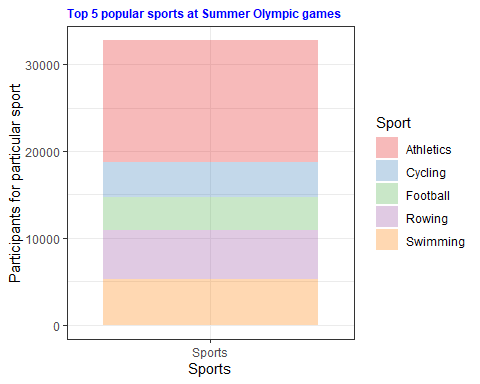 Top 5 popular sports at Summer Olympic games
Participants for particular sport
30000
20000
10000
0
Sports
Sports
Sport
Athletics
Cycling
Football
Rowing
Swimming